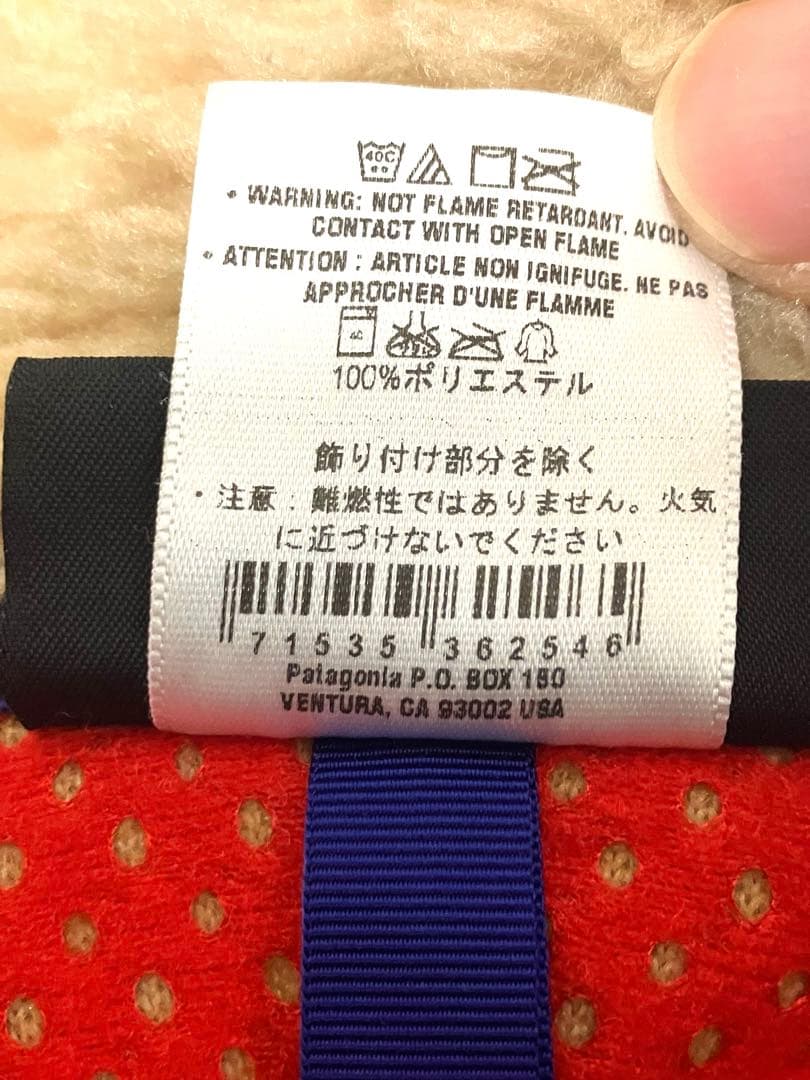 40C
• WARNING: NOT FLAME RETARDANT. AVOID
CONTACT WITH OPEN FLAME
• ATTENTION : ARTICLE NON IGNIFUGE. NE PAS
APPROCHER D'UNE FLAMME
40
100%ポリエステル
飾り付け部分を除く
・注意：難燃性ではありません。火気
に近づけないでください
71535 362546
Patagonia P.O. BOX 150
VENTURA, CA 93002 USA